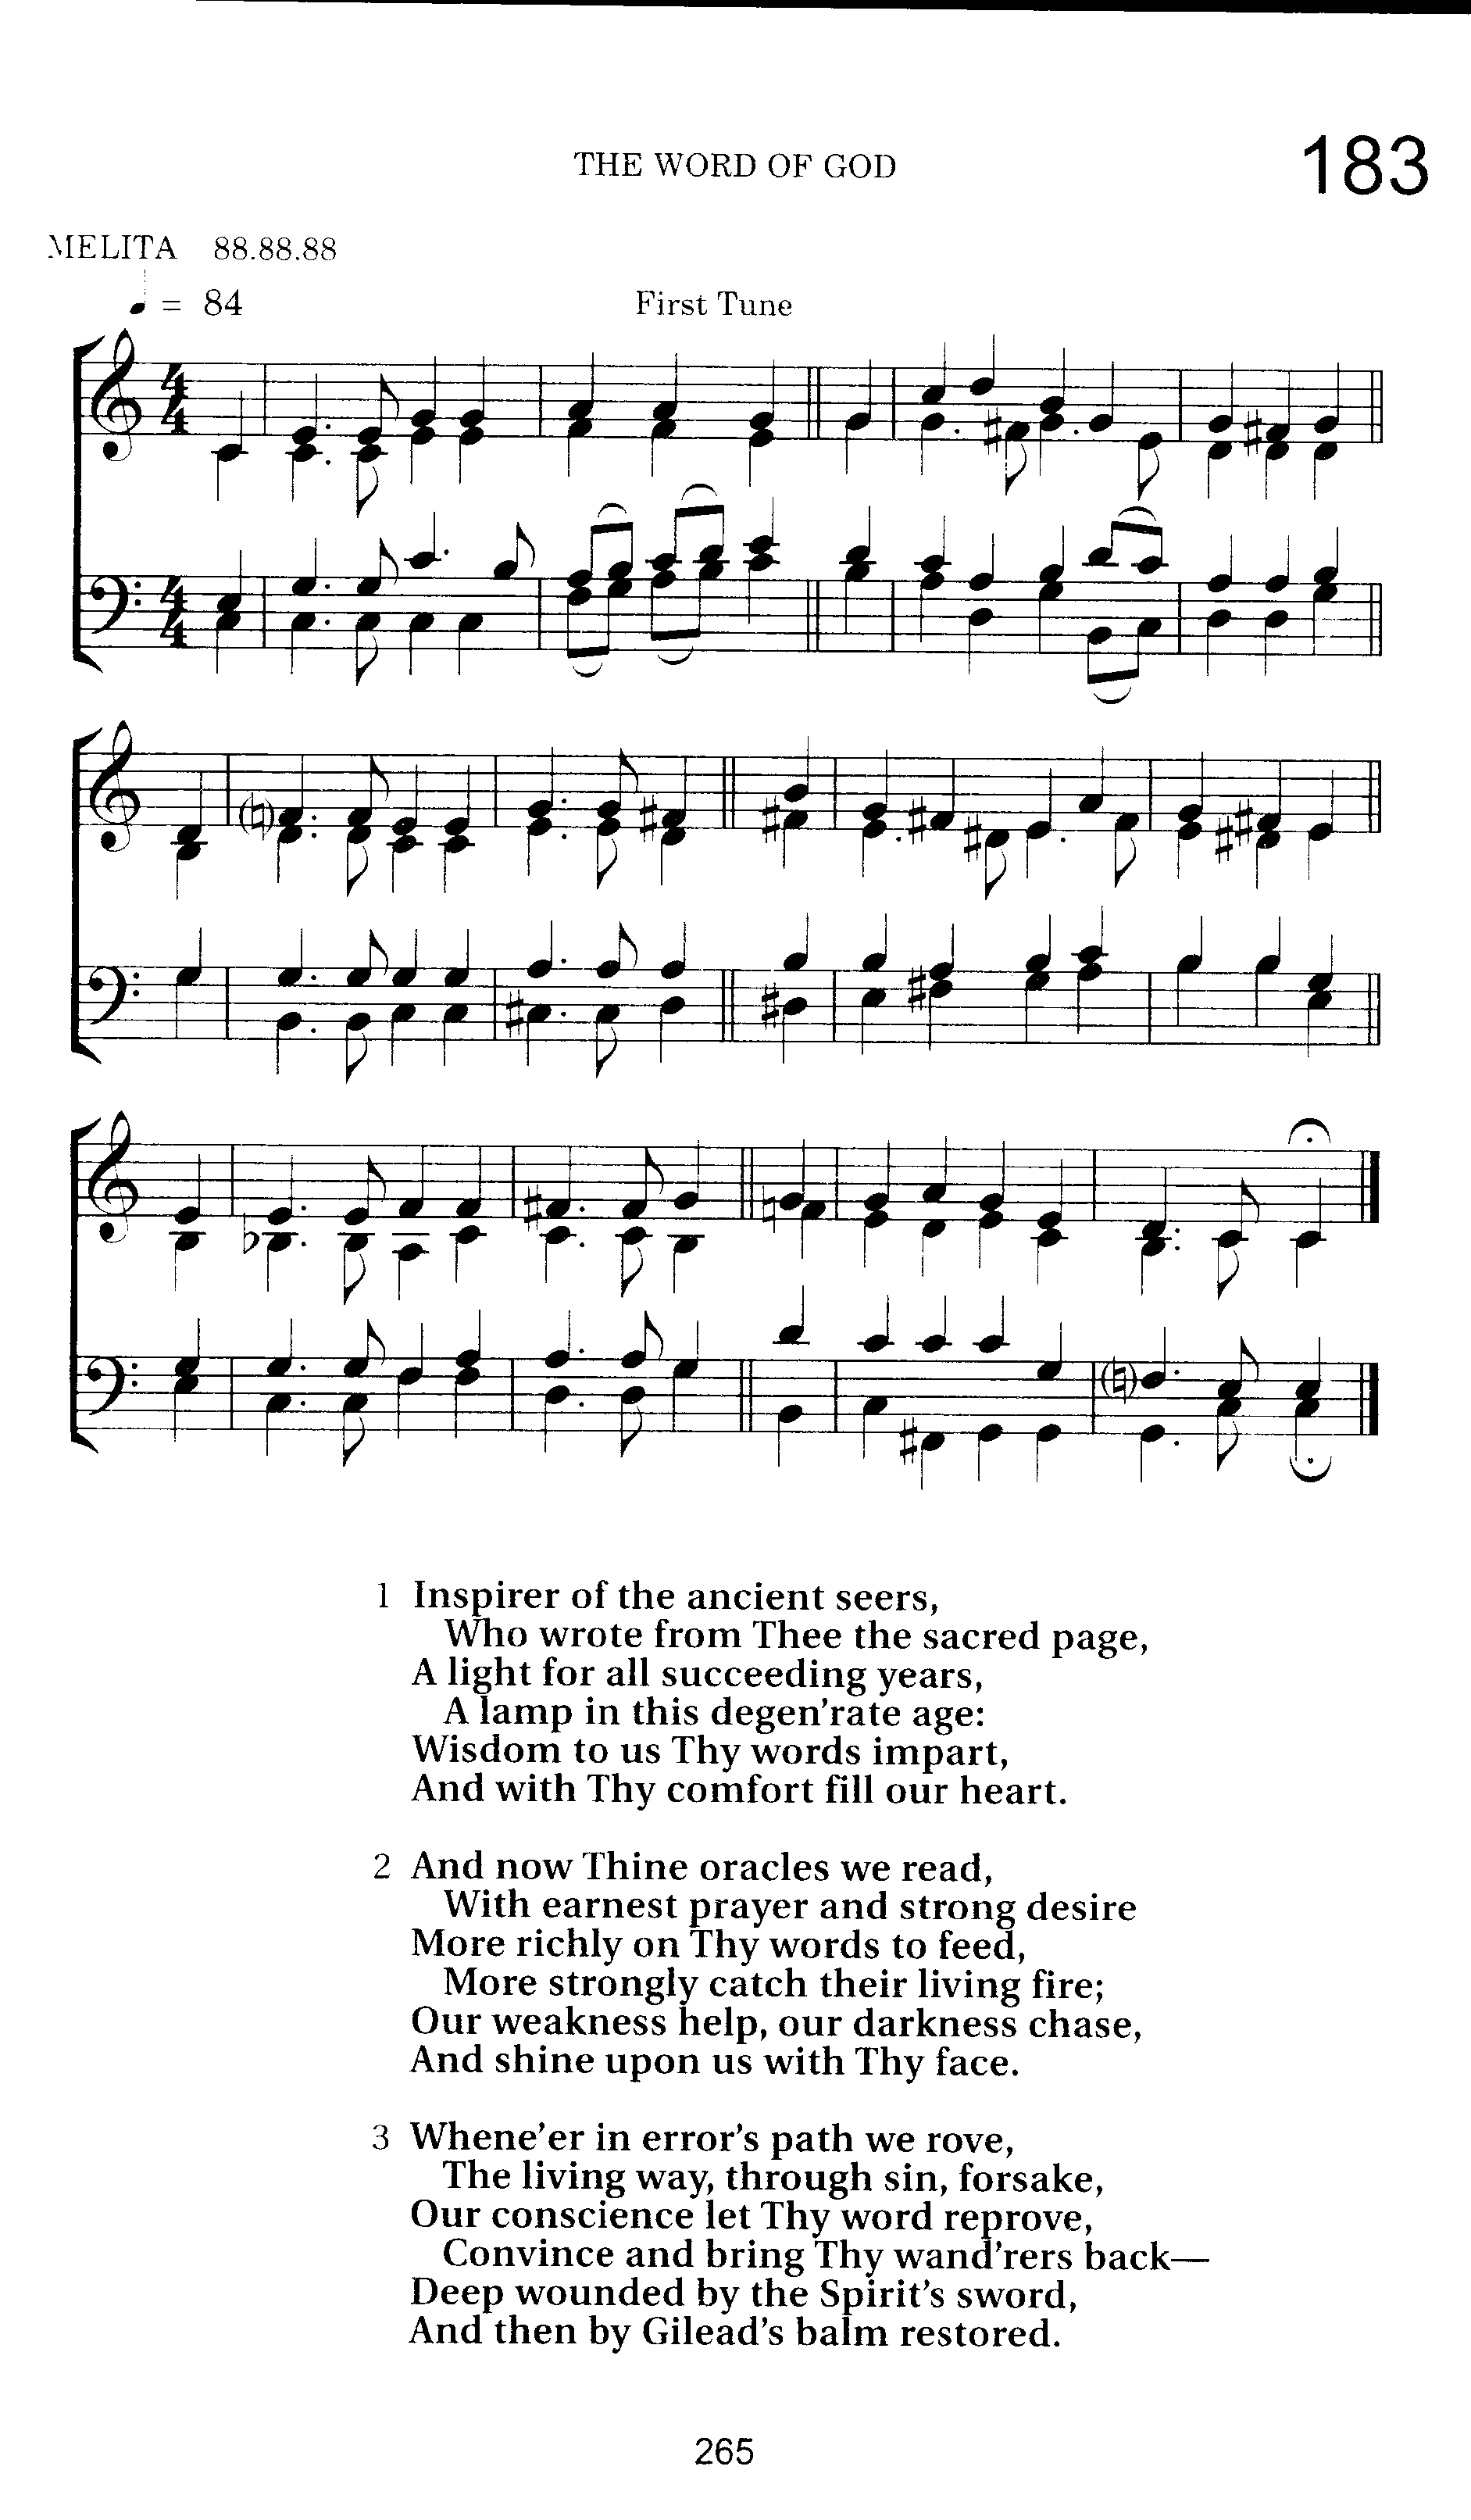 THE WORD OF GOD
183
MELITA 88.88.88
♩ = 84
First Tune
1 Inspirer of the ancient seers,
Who wrote from Thee the sacred page,
A light for all succeeding years,
A lamp in this degen'rate age:
Wisdom to us Thy words impart,
And with Thy comfort fill our heart.
2 And now Thine oracles we read,
With earnest prayer and strong desire
More richly on Thy words to feed,
More strongly catch their living fire;
Our weakness help, our darkness chase,
And shine upon us with Thy face.
3 Whene'er in error's path we rove,
The living way, through sin, forsake,
Our conscience let Thy word reprove,
Convince and bring Thy wand'rers back—
Deep wounded by the Spirit's sword,
And then by Gilead's balm restored.
265